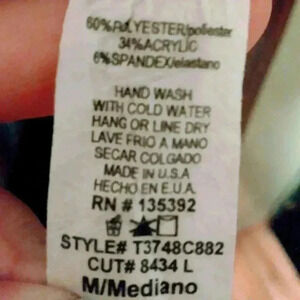 60%POLYESTER/poliester
34%ACRYLIC
6%SPANDEX/elastano
HAND WASH
WITH COLD WATER
HANG OR LINE DRY
LAVE FRIO A MANO
SECAR COLGADO
MADE IN U.S.A
HECHO EN E.U.A.
RN # 135392
STYLE# T3748C882
CUT# 8434 L
M/Mediano